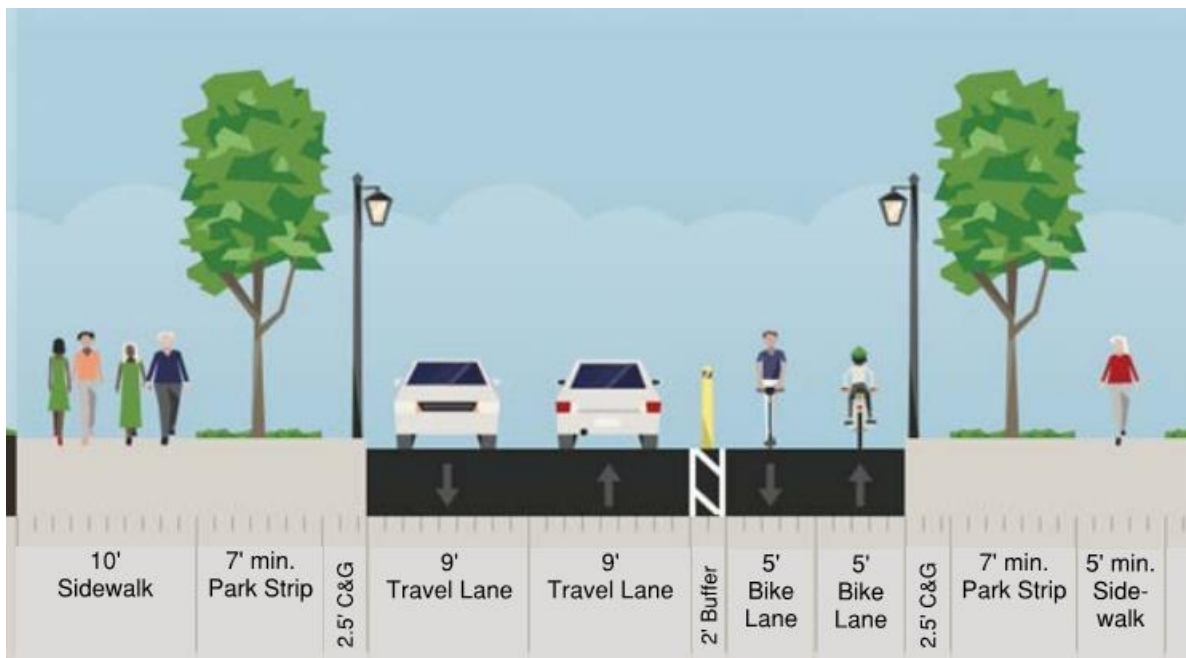 10'
Sidewalk
7' min.
Park Strip
2.5' C&G
9'
Travel Lane
9'
Travel Lane
2' Buffer
5'
Bike
Lane
5'
Bike
Lane
2.5' C&G
7' min.
Park Strip
5' min.
Side-
walk